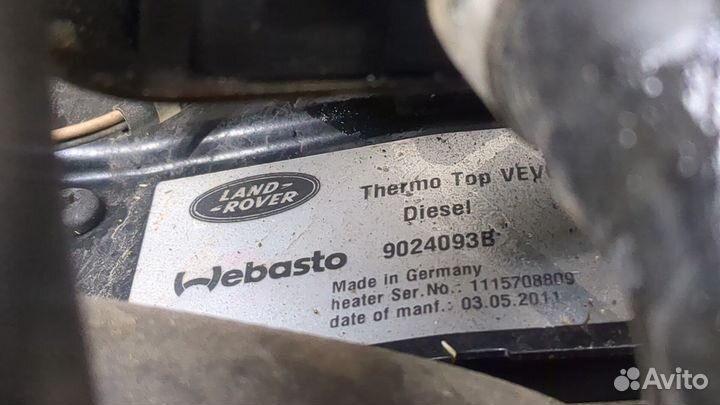 LAND-
-ROVER
Thermo Top
Diesel
9024093B
Webasto
Made in Germany
heater Ser.No.: 1115708809
date of manf.: 03.05.2011
Avito